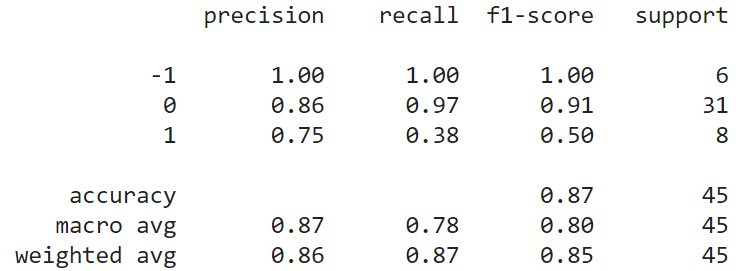 precision recall f1-score support
-1 1.00 1.00 1.00 6
0 0.86 0.97 0.91 31
1 0.75 0.38 0.50 8
accuracy 0.87 45
macro avg 0.87 0.78 0.80 45
weighted avg 0.86 0.87 0.85 45